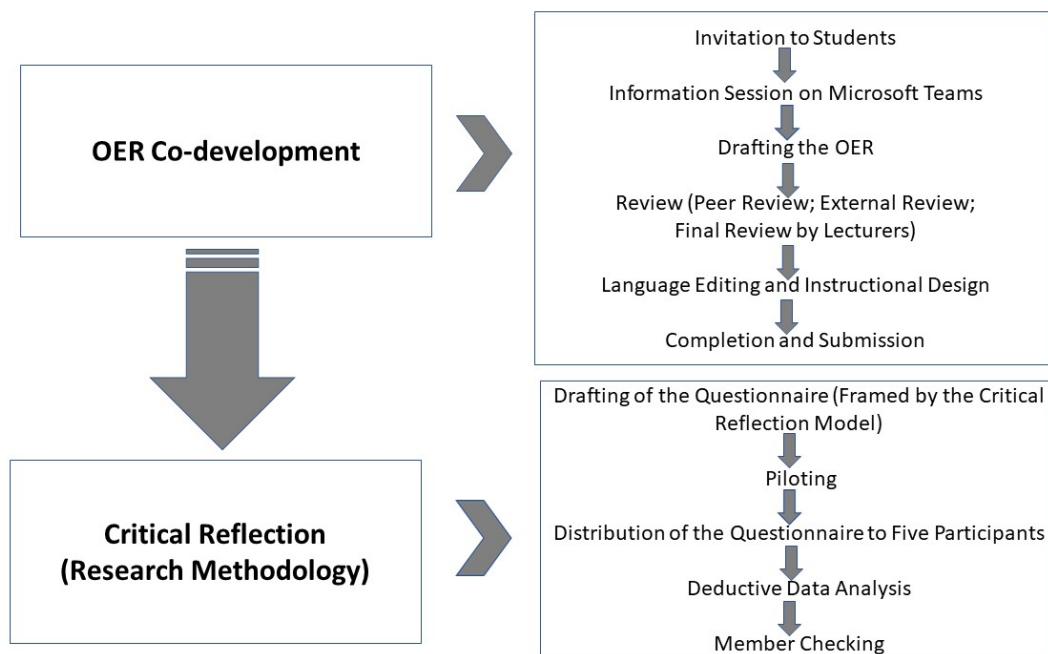 OER Co-development
Invitation to Students
Information Session on Microsoft Teams
Drafting the OER
Review (Peer Review; External Review;
Final Review by Lecturers)
Language Editing and Instructional Design
Completion and Submission
Critical Reflection
(Research Methodology)
Drafting of the Questionnaire (Framed by the Critical
Reflection Model)
Piloting
Distribution of the Questionnaire to Five Participants
Deductive Data Analysis
Member Checking